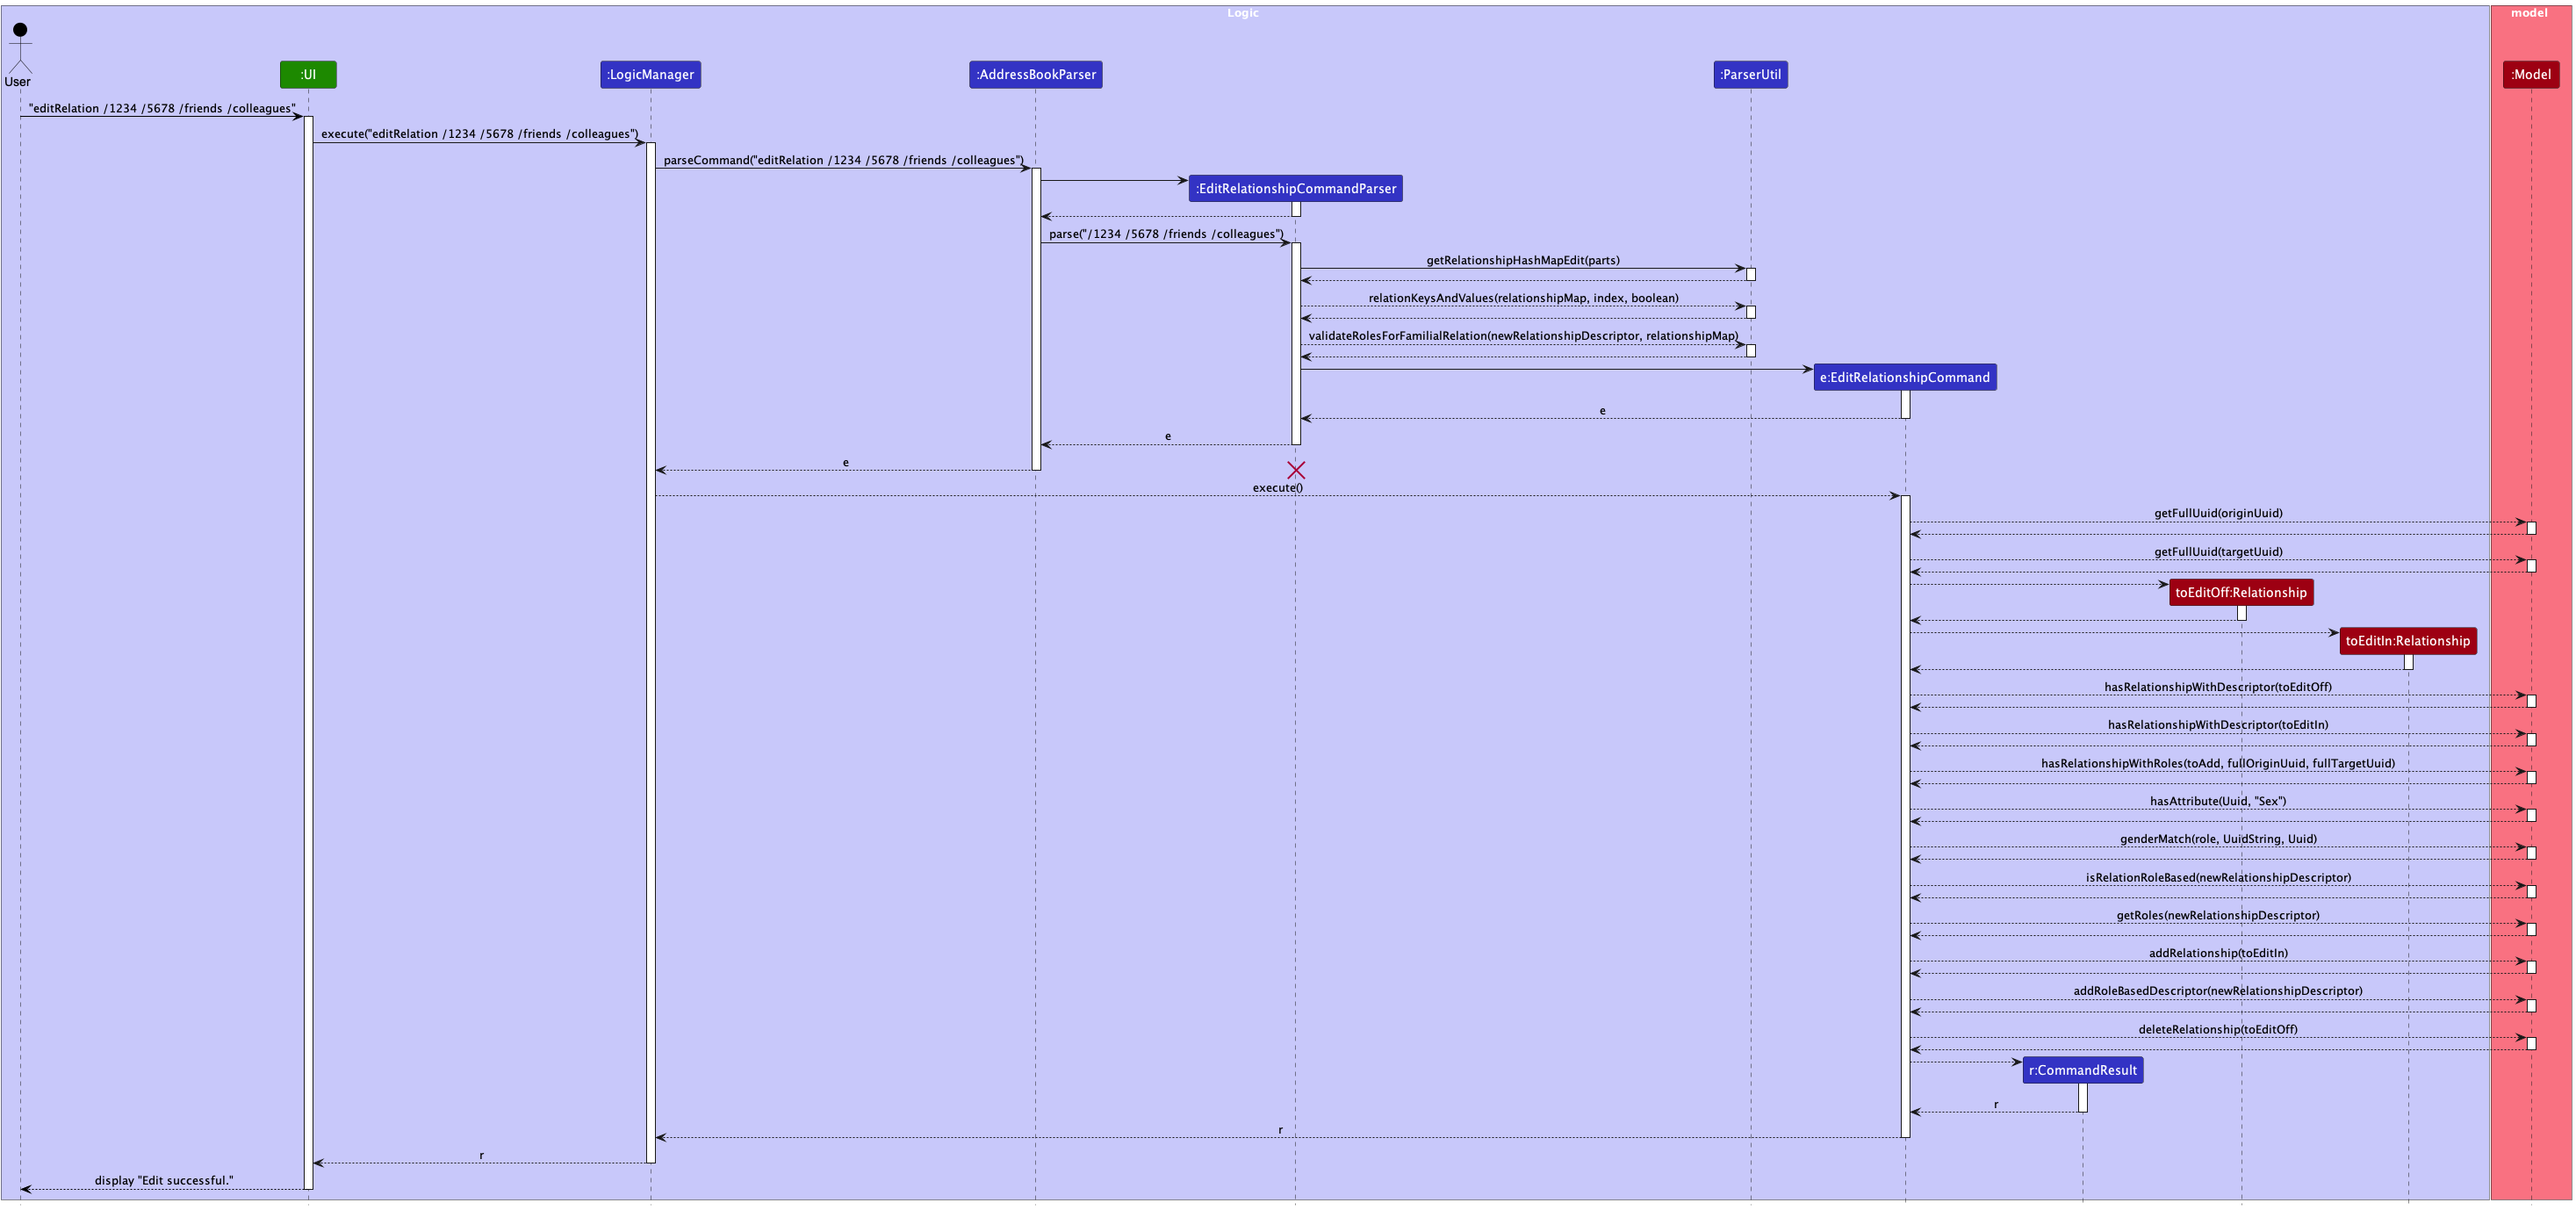 Logic
model
User
:UI
:LogicManager
:AddressBookParser
:ParserUtil
:Model
"editRelation /1234 /5678 /friends /colleagues"
execute("editRelation /1234 /5678 /friends /colleagues")
parseCommand("editRelation /1234 /5678 /friends /colleagues")
:EditRelationshipCommandParser
parse("/1234 /5678 /friends /colleagues")
getRelationshipHashMapEdit(parts)
relationKeysAndValues(relationshipMap, index, boolean)
validateRolesForFamilialRelation(newRelationshipDescriptor, relationshipMap)
e:EditRelationshipCommand
e
e
e
execute()
getFullUuid(originUuid)
getFullUuid(targetUuid)
toEditOff:Relationship
toEditIn:Relationship
hasRelationshipWithDescriptor(toEditOff)
hasRelationshipWithDescriptor(toEditIn)
hasRelationshipWithRoles(toAdd, fullOriginUuid, fullTargetUuid)
hasAttribute(Uuid, "Sex")
genderMatch(role, UuidString, Uuid)
isRelationRoleBased(newRelationshipDescriptor)
getRoles(newRelationshipDescriptor)
addRelationship(toEditIn)
addRoleBasedDescriptor(newRelationshipDescriptor)
deleteRelationship(toEditOff)
r:CommandResult
r
r
r
display "Edit successful."